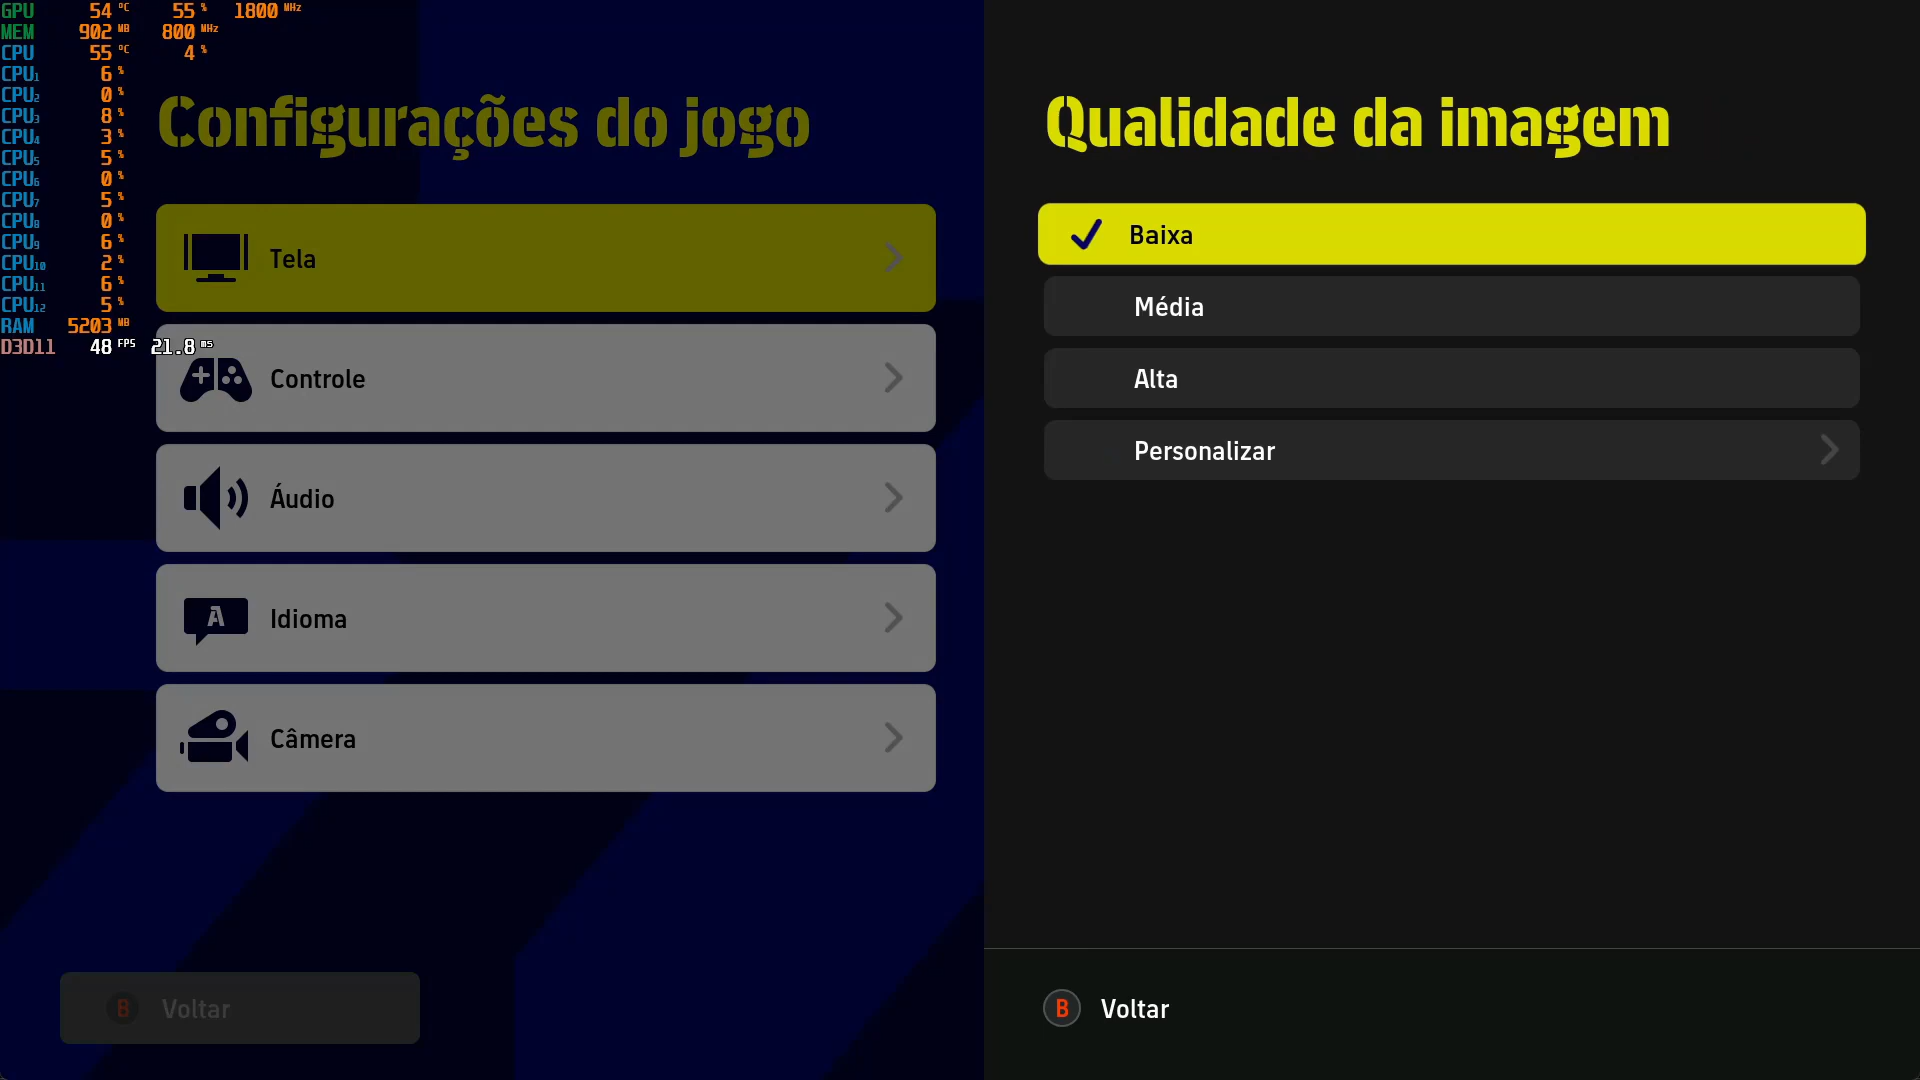 GPU 54 °C 55 % 1800 MHz
MEM 902 MB 800 MHz
CPU 55 °C 4 %
CPU1 6 %
CPU2 0 %
CPU3 8 %
CPU4 3 %
CPU5 5 %
CPU6 0 %
CPU7 5 %
CPU8 0 %
CPU9 6 %
CPU10 2 %
CPU11 6 %
CPU12 5 %
RAM 5203 MB
D3D11 48 FPS 21.8 ms
Configurações do jogo
Tela
Controle
Áudio
A Idioma
Câmera
B Voltar
Qualidade da imagem
Baixa
Média
Alta
Personalizar
B Voltar